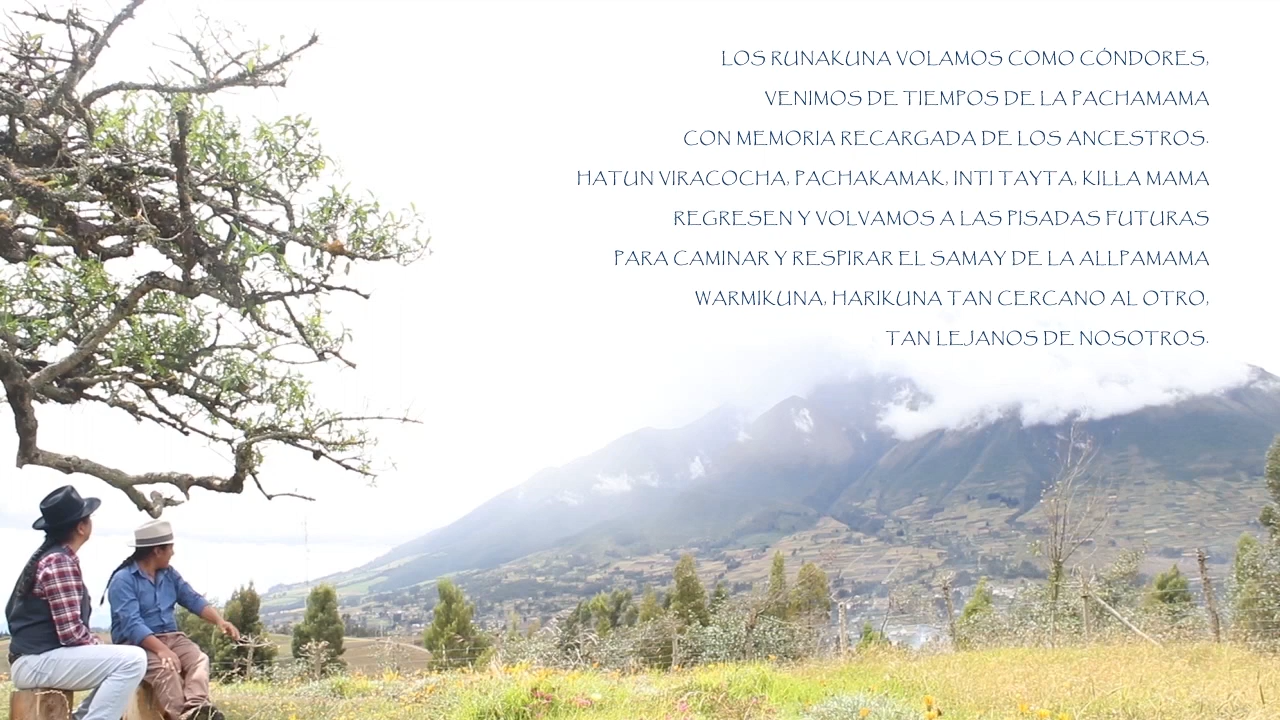 LOS RUNAKUNA VOLAMOS COMO CÓNDORES,
VENIMOS DE TIEMPOS DE LA PACHAMAMA
CON MEMORIA RECARGADA DE LOS ANCESTROS.
HATUN VIRACOCHA, PACHAKAMAK, INTI TAYTA, KILLA MAMA
REGRESEN Y VOLVAMOS A LAS PISADAS FUTURAS
PARA CAMINAR Y RESPIRAR EL SAMAY DE LA ALLPAMAMA
WARMIKUNA, HARIKUNA TAN CERCANO AL OTRO,
TAN LEJANOS DE NOSOTROS.